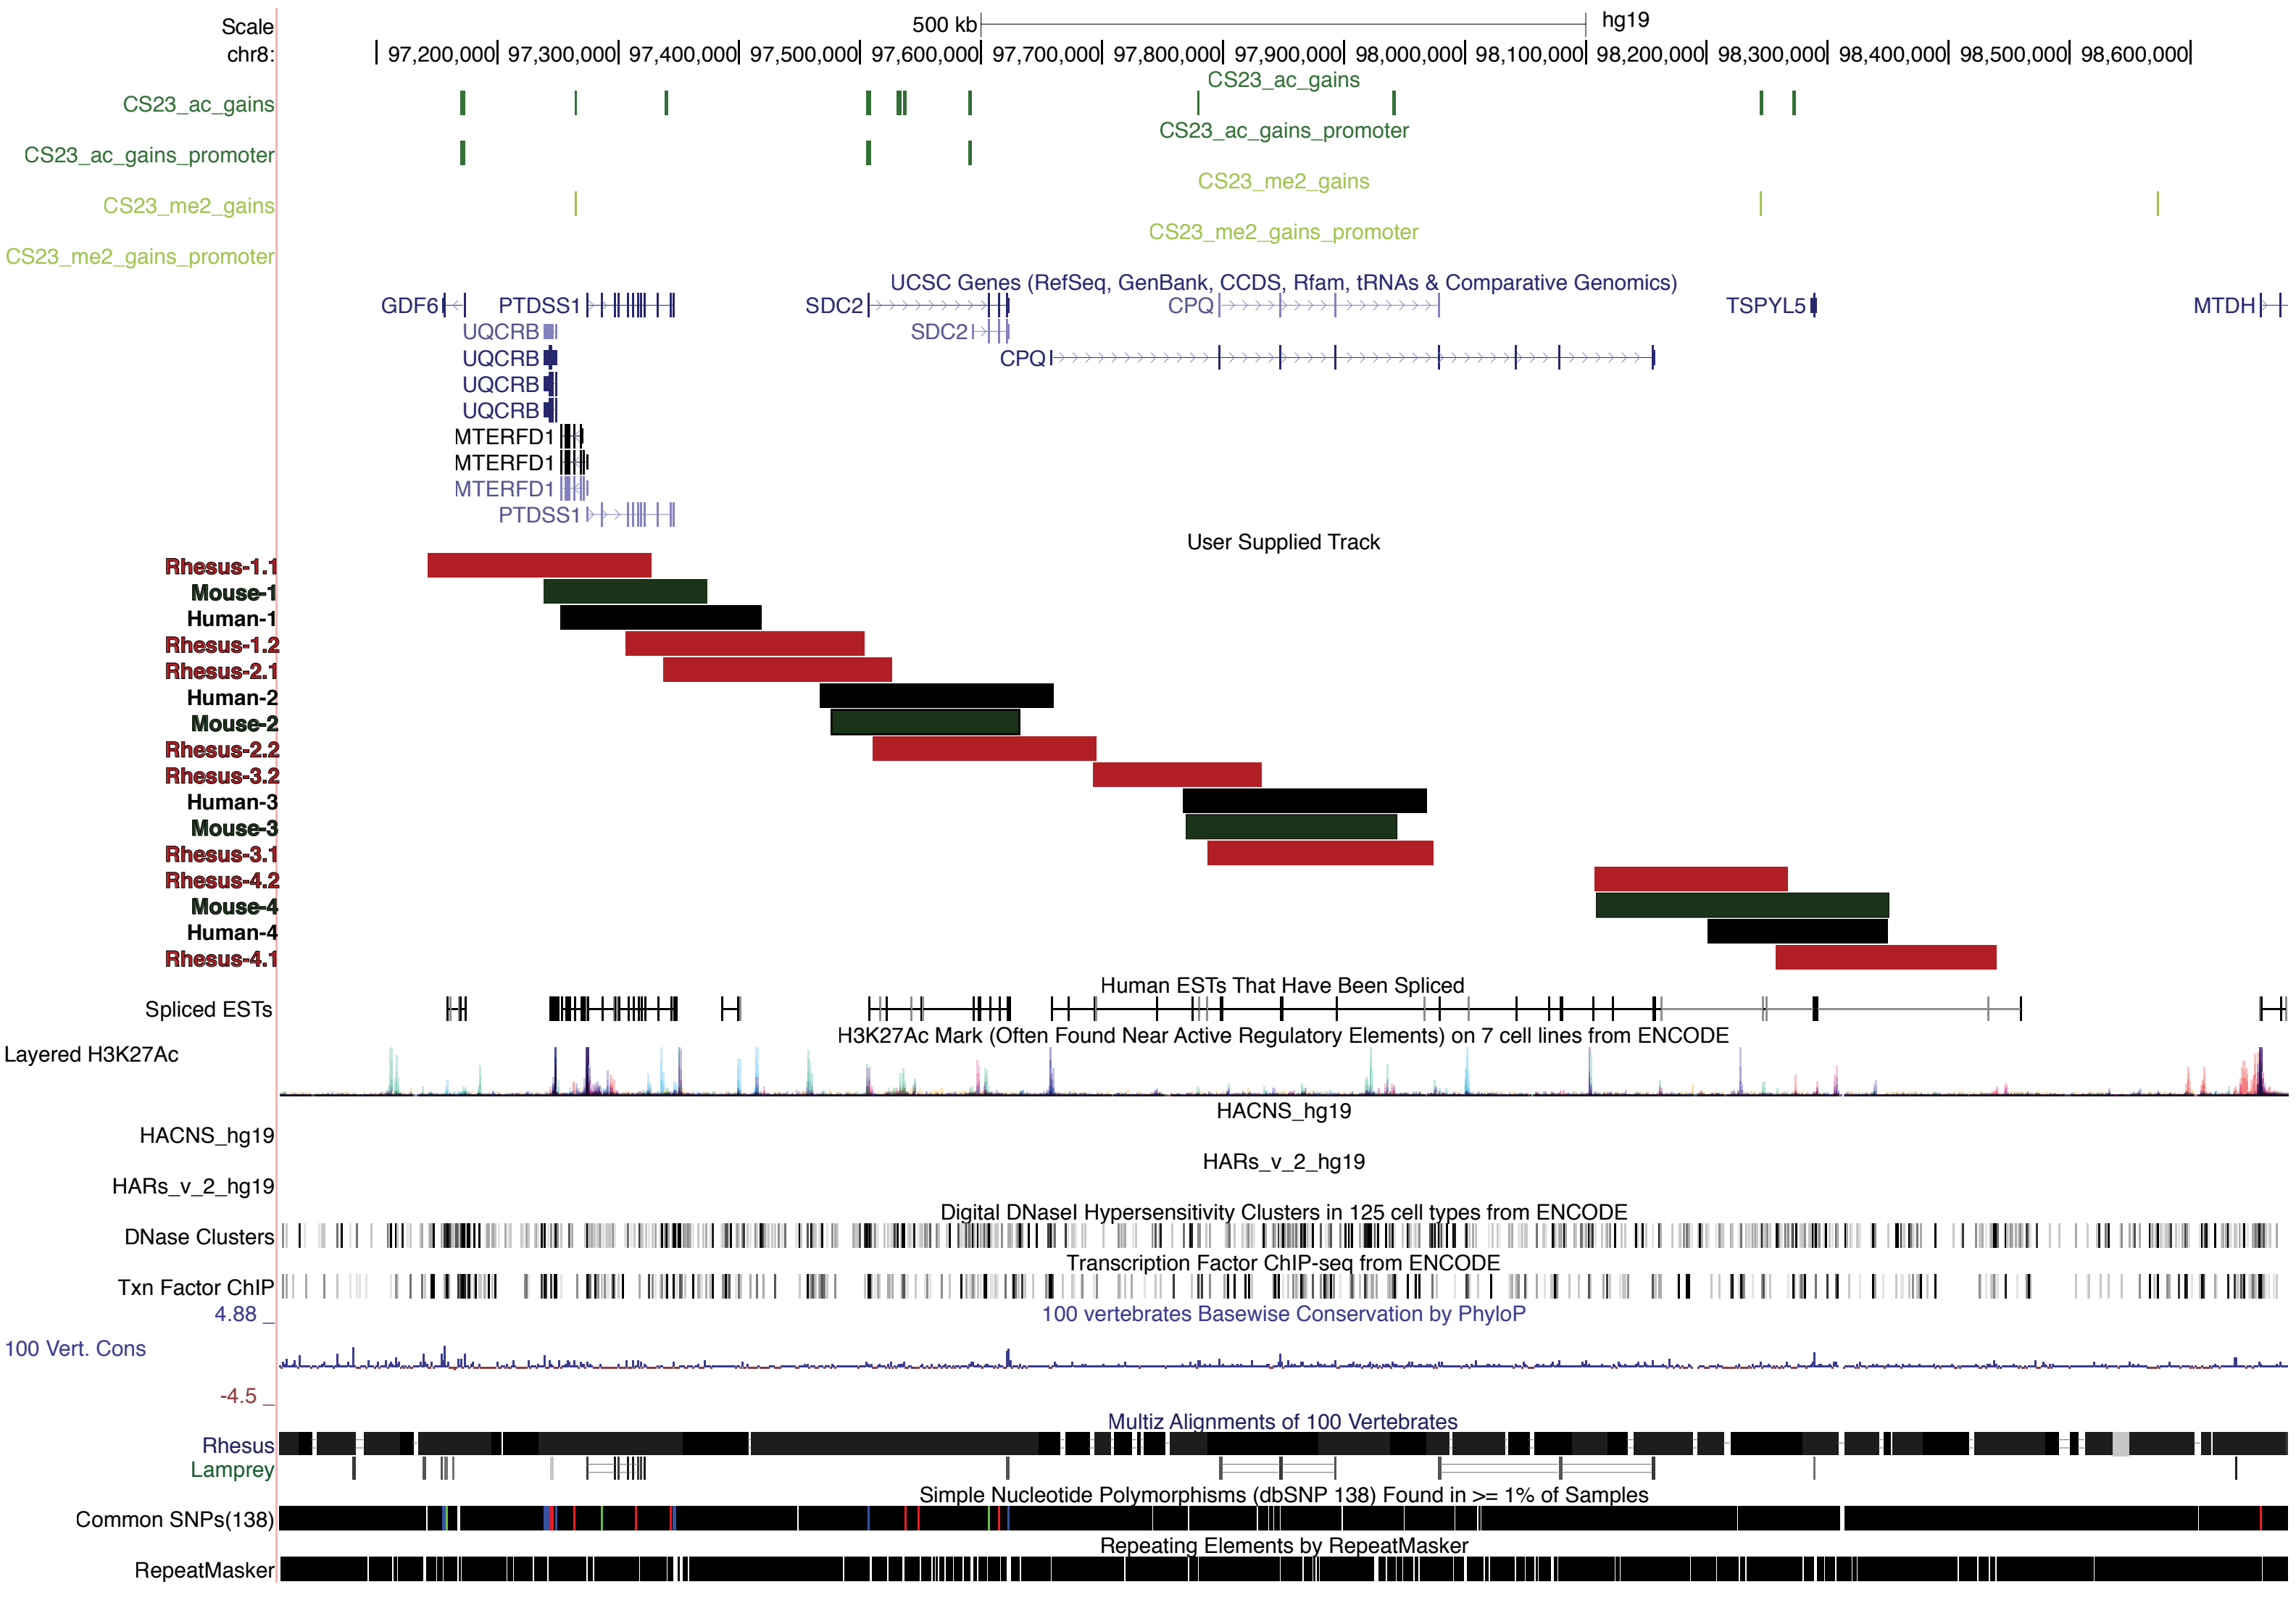 Scale 500 kb hg19
chr8: 97,200,000 97,300,000 97,400,000 97,500,000 97,600,000 97,700,000 97,800,000 97,900,000 98,000,000 98,100,000 98,200,000 98,300,000 98,400,000 98,500,000 98,600,000
CS23_ac_gains
CS23_ac_gains
CS23_ac_gains_promoter
CS23_ac_gains_promoter
CS23_me2_gains
CS23_me2_gains
CS23_me2_gains_promoter
CS23_me2_gains_promoter
UCSC Genes (RefSeq, GenBank, CCDS, Rfam, tRNAs & Comparative Genomics)
GDF6 PTDSS1 SDC2 CPQ TSPYL5 MTDH
UQCRB SDC2
UQCRB CPQ
UQCRB
UQCRB
MTERFD1
MTERFD1
MTERFD1
PTDSS1
User Supplied Track
Rhesus-1.1
Mouse-1
Human-1
Rhesus-1.2
Rhesus-2.1
Human-2
Mouse-2
Rhesus-2.2
Rhesus-3.2
Human-3
Mouse-3
Rhesus-3.1
Rhesus-4.2
Mouse-4
Human-4
Rhesus-4.1
Human ESTs That Have Been Spliced
Spliced ESTs
H3K27Ac Mark (Often Found Near Active Regulatory Elements) on 7 cell lines from ENCODE
Layered H3K27Ac
HACNS_hg19
HACNS_hg19
HARs_v_2_hg19
HARs_v_2_hg19
Digital DNaseI Hypersensitivity Clusters in 125 cell types from ENCODE
DNase Clusters
Transcription Factor ChIP-seq from ENCODE
Txn Factor ChIP
4.88 _ 100 vertebrates Basewise Conservation by PhyloP
100 Vert. Cons
-4.5 _
Multiz Alignments of 100 Vertebrates
Rhesus
Lamprey
Simple Nucleotide Polymorphisms (dbSNP 138) Found in >= 1% of Samples
Common SNPs(138)
Repeating Elements by RepeatMasker
RepeatMasker